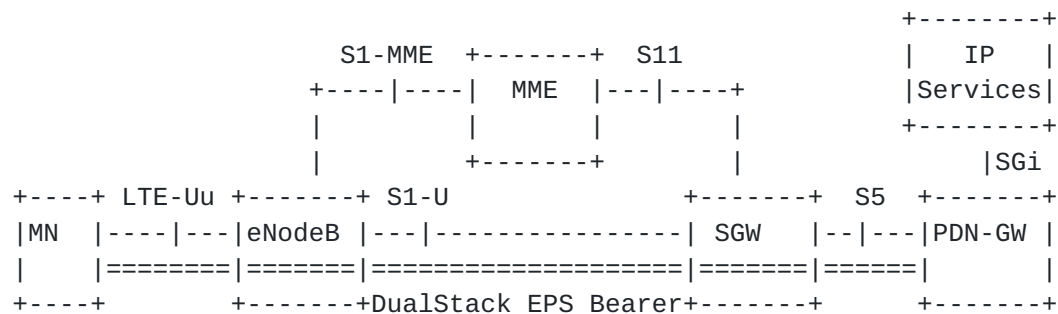 +--------+
                      S1-MME  +-------+  S11                      |   IP   |
                    +----|----|  MME  |---|----+                  |Services|
                    |         |       |        |                  +--------+
                    |         +-------+        |                       |SGi
+----+ LTE-Uu +-------+ S1-U                +-------+  S5  +-------+
|MN  |----|---|eNodeB |---|-----------------| SGW   |--|---|PDN-GW |
|    |========|=======|=====================|=======|======|       |
+----+        +-------+DualStack EPS Bearer+-------+      +-------+